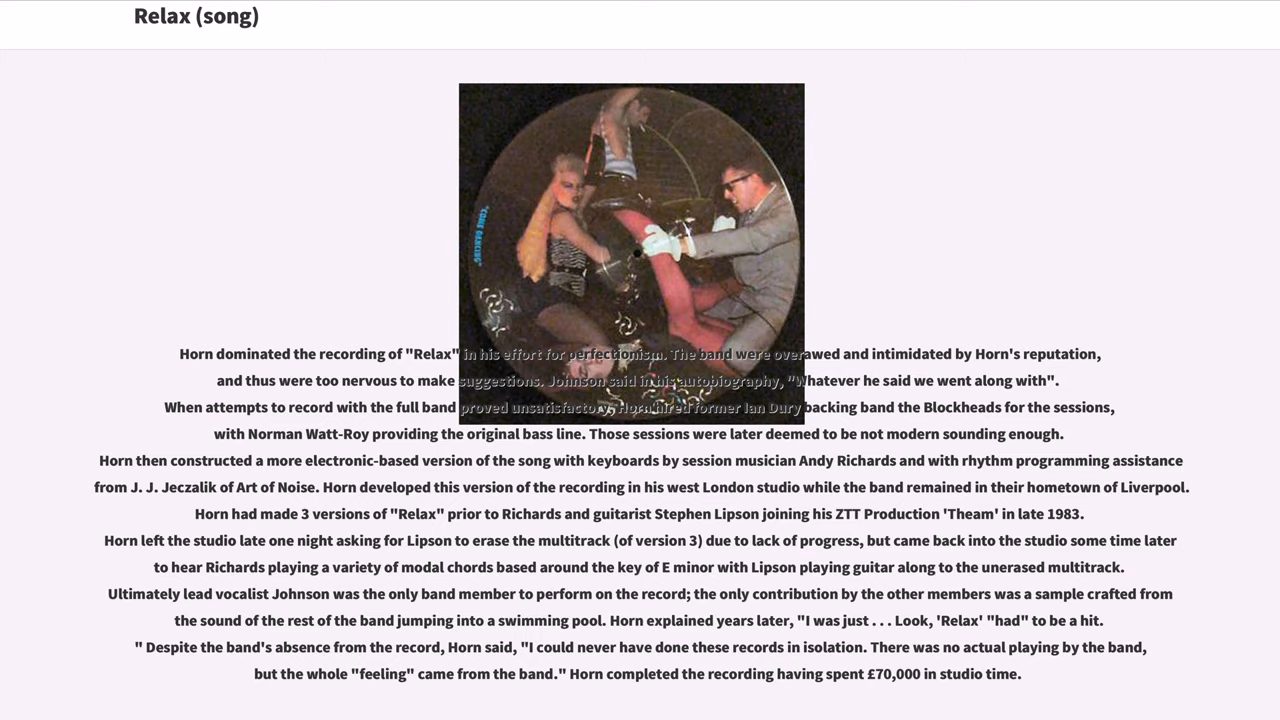 Relax (song)
"COME DANCING"
Horn dominated the recording of "Relax" in his effort for perfectionism. The band were overawed and intimidated by Horn's reputation,
and thus were too nervous to make suggestions. Johnson said in his autobiography, "Whatever he said we went along with".
When attempts to record with the full band proved unsatisfactory, Horn hired former Ian Dury backing band the Blockheads for the sessions,
with Norman Watt-Roy providing the original bass line. Those sessions were later deemed to be not modern sounding enough.
Horn then constructed a more electronic-based version of the song with keyboards by session musician Andy Richards and with rhythm programming assistance
from J. J. Jeczalik of Art of Noise. Horn developed this version of the recording in his west London studio while the band remained in their hometown of Liverpool.
Horn had made 3 versions of "Relax" prior to Richards and guitarist Stephen Lipson joining his ZTT Production 'Theam' in late 1983.
Horn left the studio late one night asking for Lipson to erase the multitrack (of version 3) due to lack of progress, but came back into the studio some time later
to hear Richards playing a variety of modal chords based around the key of E minor with Lipson playing guitar along to the unerased multitrack.
Ultimately lead vocalist Johnson was the only band member to perform on the record; the only contribution by the other members was a sample crafted from
the sound of the rest of the band jumping into a swimming pool. Horn explained years later, "I was just . . . Look, 'Relax' "had" to be a hit.
" Despite the band's absence from the record, Horn said, "I could never have done these records in isolation. There was no actual playing by the band,
but the whole "feeling" came from the band." Horn completed the recording having spent £70,000 in studio time.